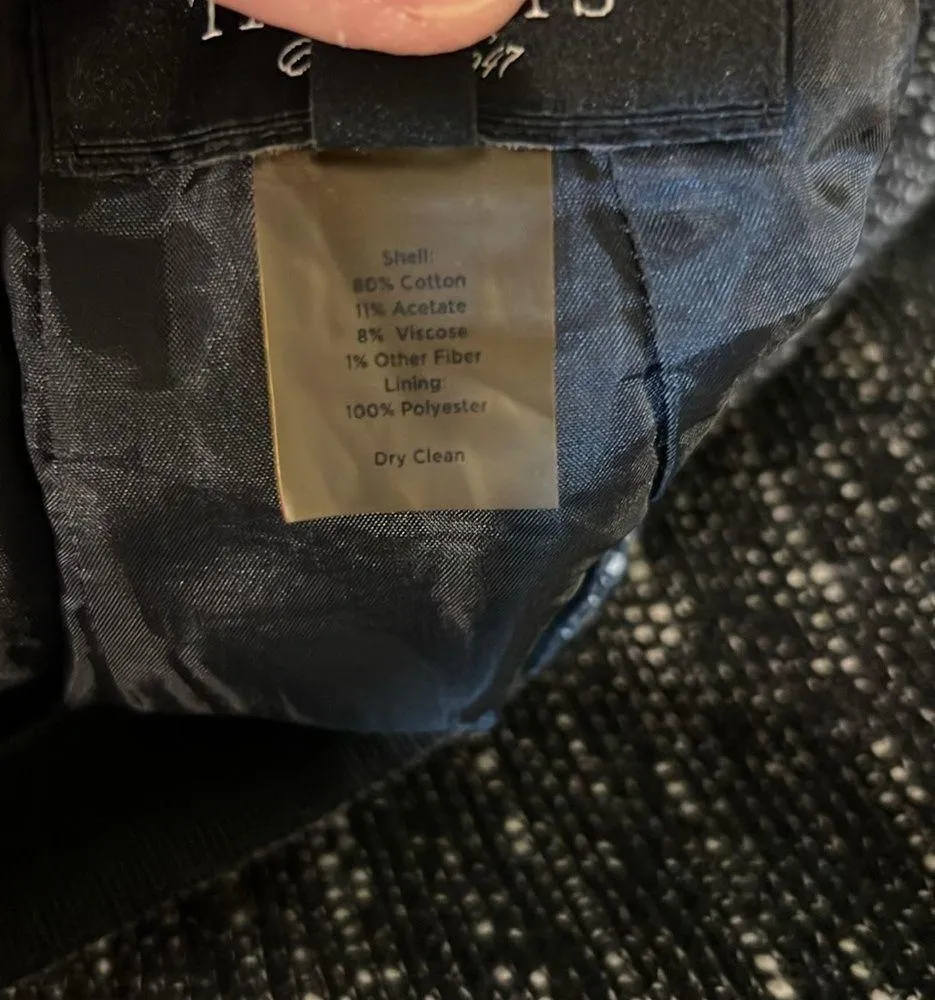 Shell:
80% Cotton
11% Acetate
8% Viscose
1% Other Fiber
Lining:
100% Polyester
Dry Clean